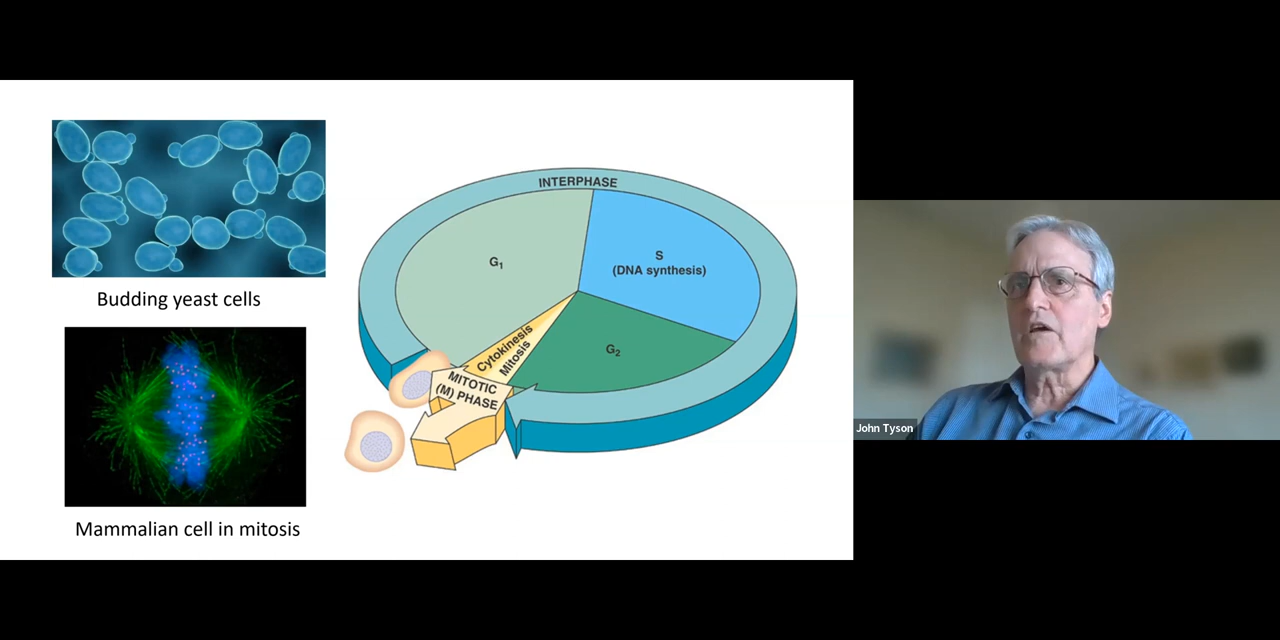 Budding yeast cells
Mammalian cell in mitosis
INTERPHASE
G₁
S
(DNA synthesis)
G₂
Cytokinesis
Mitosis
MITOTIC
(M) PHASE
John Tyson